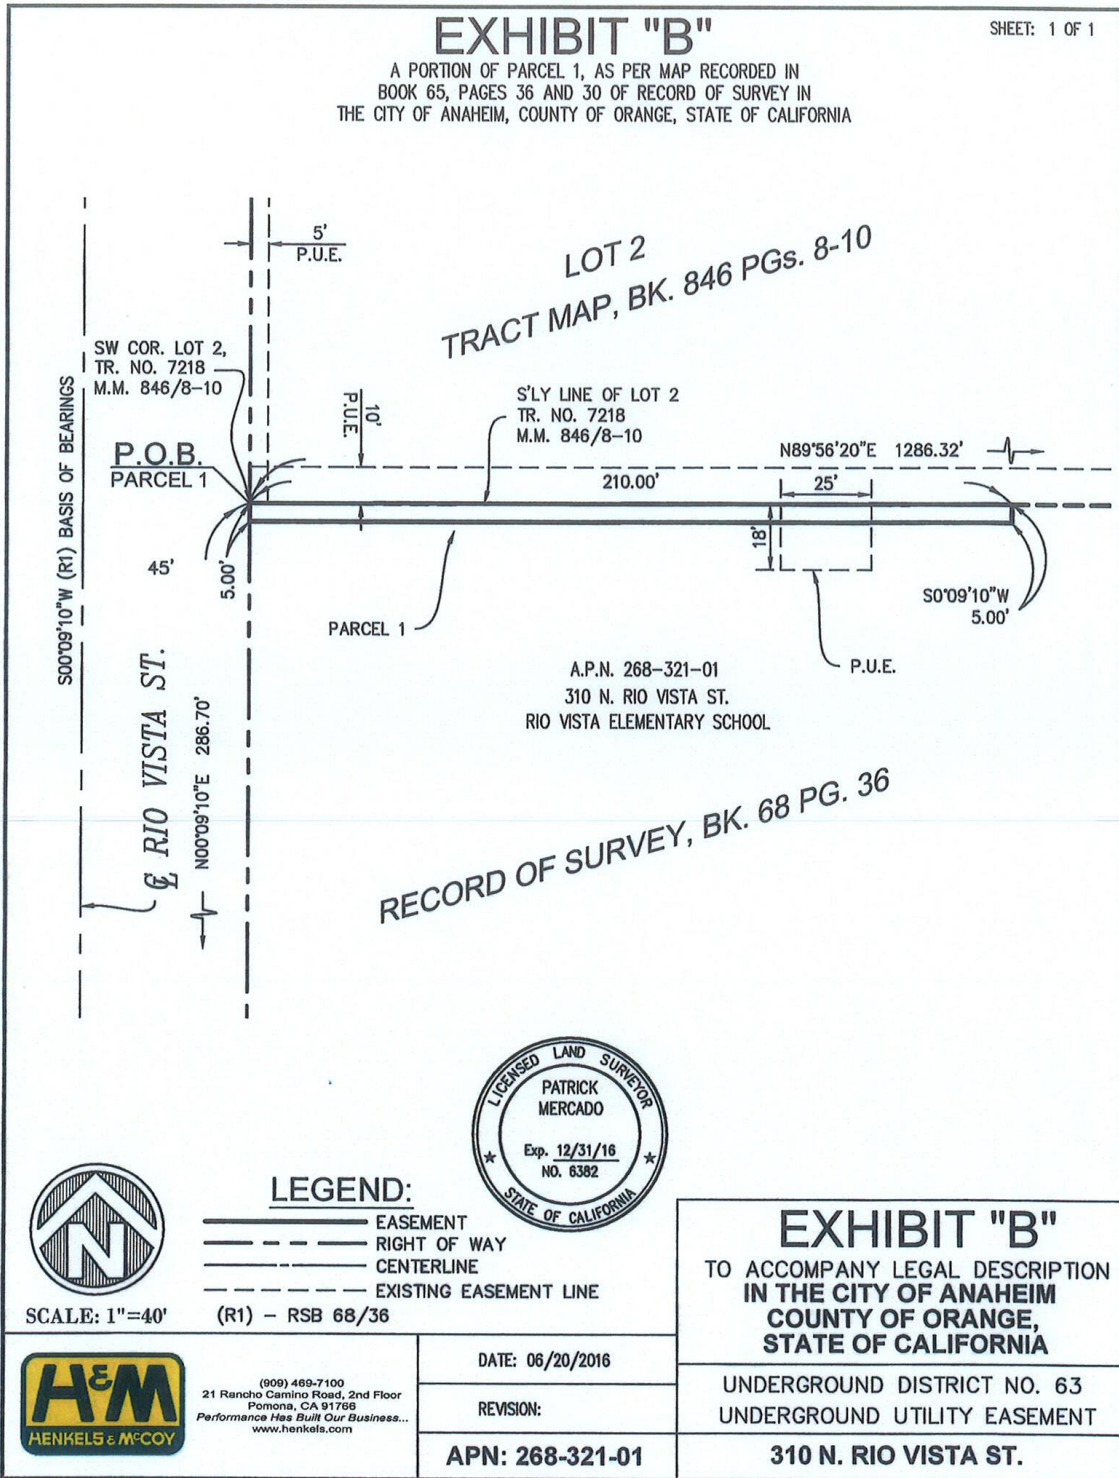 EXHIBIT "B"
SHEET: 1 OF 1
A PORTION OF PARCEL 1, AS PER MAP RECORDED IN
BOOK 65, PAGES 36 AND 30 OF RECORD OF SURVEY IN
THE CITY OF ANAHEIM, COUNTY OF ORANGE, STATE OF CALIFORNIA
5'
P.U.E.
LOT 2
TRACT MAP, BK. 846 PGs. 8-10
SW COR. LOT 2,
TR. NO. 7218
M.M. 846/8-10
10'
P.U.E.
S'LY LINE OF LOT 2
TR. NO. 7218
M.M. 846/8-10
P.O.B.
PARCEL 1
N89°56'20"E 1286.32'
210.00'
25'
18'
45'
5.00'
S00°09'10"W (R1) BASIS OF BEARINGS
S0°09'10"W
5.00'
PARCEL 1
P.U.E.
A.P.N. 268-321-01
310 N. RIO VISTA ST.
RIO VISTA ELEMENTARY SCHOOL
℄ RIO VISTA ST.
N00°09'10"E 286.70'
RECORD OF SURVEY, BK. 68 PG. 36
LICENSED LAND SURVEYOR
PATRICK
MERCADO
Exp. 12/31/16
NO. 6382
STATE OF CALIFORNIA
N
SCALE: 1"=40'
LEGEND:
EASEMENT
RIGHT OF WAY
CENTERLINE
EXISTING EASEMENT LINE
(R1) - RSB 68/36
EXHIBIT "B"
TO ACCOMPANY LEGAL DESCRIPTION
IN THE CITY OF ANAHEIM
COUNTY OF ORANGE,
STATE OF CALIFORNIA
H&M
HENKELS & McCOY
(909) 469-7100
21 Rancho Camino Road, 2nd Floor
Pomona, CA 91766
Performance Has Built Our Business...
www.henkels.com
DATE: 06/20/2016
REVISION:
APN: 268-321-01
UNDERGROUND DISTRICT NO. 63
UNDERGROUND UTILITY EASEMENT
310 N. RIO VISTA ST.